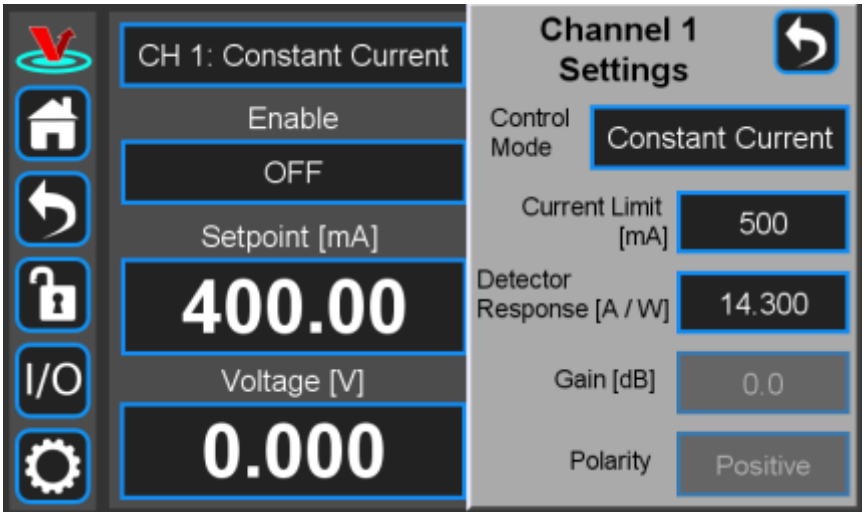 CH 1: Constant Current
Enable
OFF
Setpoint [mA]
400.00
Voltage [V]
0.000
I/O
Channel 1
Settings
Control
Mode
Constant Current
Current Limit
[mA]
500
Detector
Response [A / W]
14.300
Gain [dB]
0.0
Polarity
Positive